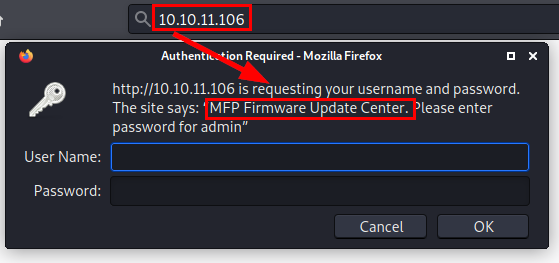 10.10.11.106
Authentication Required - Mozilla Firefox
http://10.10.11.106 is requesting your username and password.
The site says: “MFP Firmware Update Center. Please enter
password for admin”
User Name:
Password:
Cancel OK